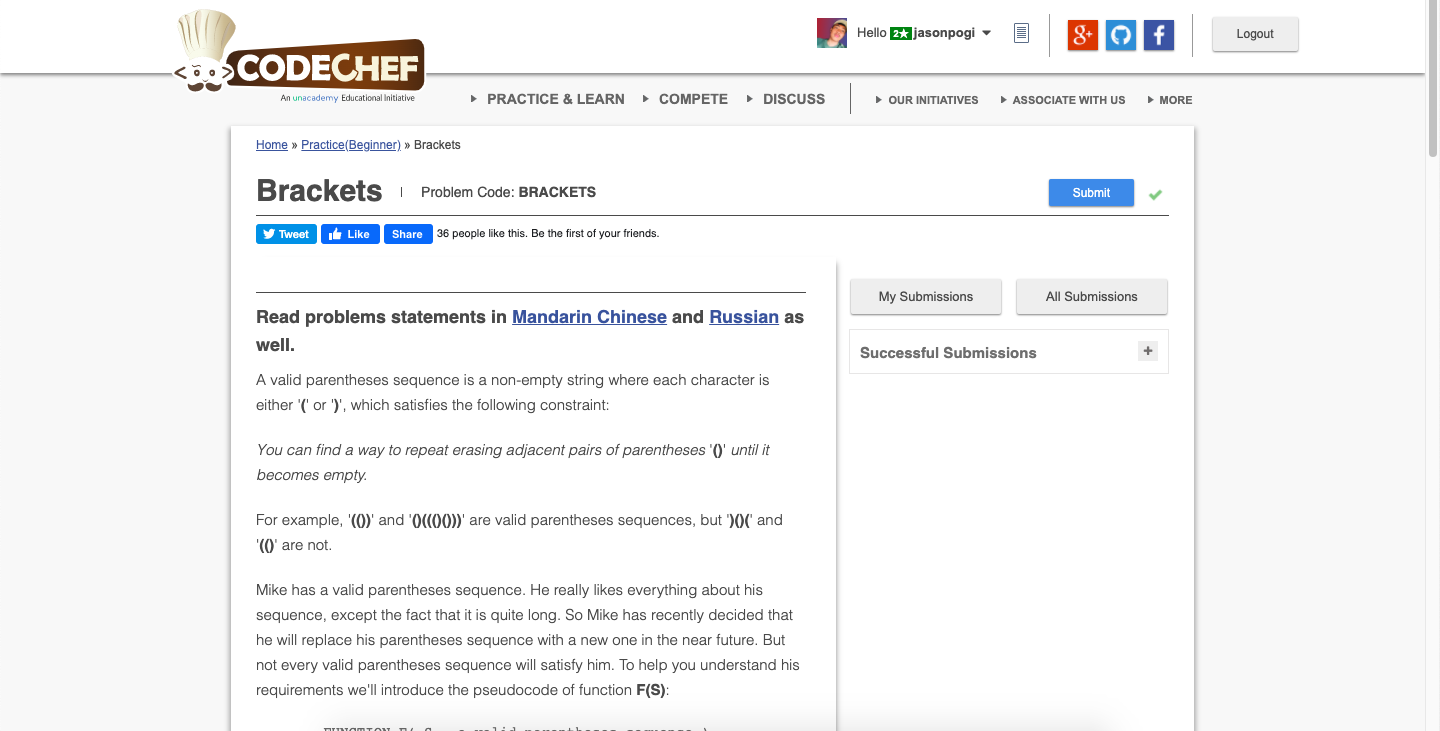 Hello 2★ jasonpogi
g+
f
Logout
CODECHEF
An unacademy Educational Initiative
PRACTICE & LEARN COMPETE DISCUSS OUR INITIATIVES ASSOCIATE WITH US MORE
Home » Practice(Beginner) » Brackets
Brackets Problem Code: BRACKETS Submit
Tweet Like Share 36 people like this. Be the first of your friends.
My Submissions All Submissions
Successful Submissions +
Read problems statements in Mandarin Chinese and Russian as
well.
A valid parentheses sequence is a non-empty string where each character is
either '(' or ')', which satisfies the following constraint:
You can find a way to repeat erasing adjacent pairs of parentheses '()' until it
becomes empty.
For example, '(())' and '()((()()))' are valid parentheses sequences, but ')()(' and
'(()' are not.
Mike has a valid parentheses sequence. He really likes everything about his
sequence, except the fact that it is quite long. So Mike has recently decided that
he will replace his parentheses sequence with a new one in the near future. But
not every valid parentheses sequence will satisfy him. To help you understand his
requirements we'll introduce the pseudocode of function F(S):
FUNCTION F( S - a valid parentheses sequence )